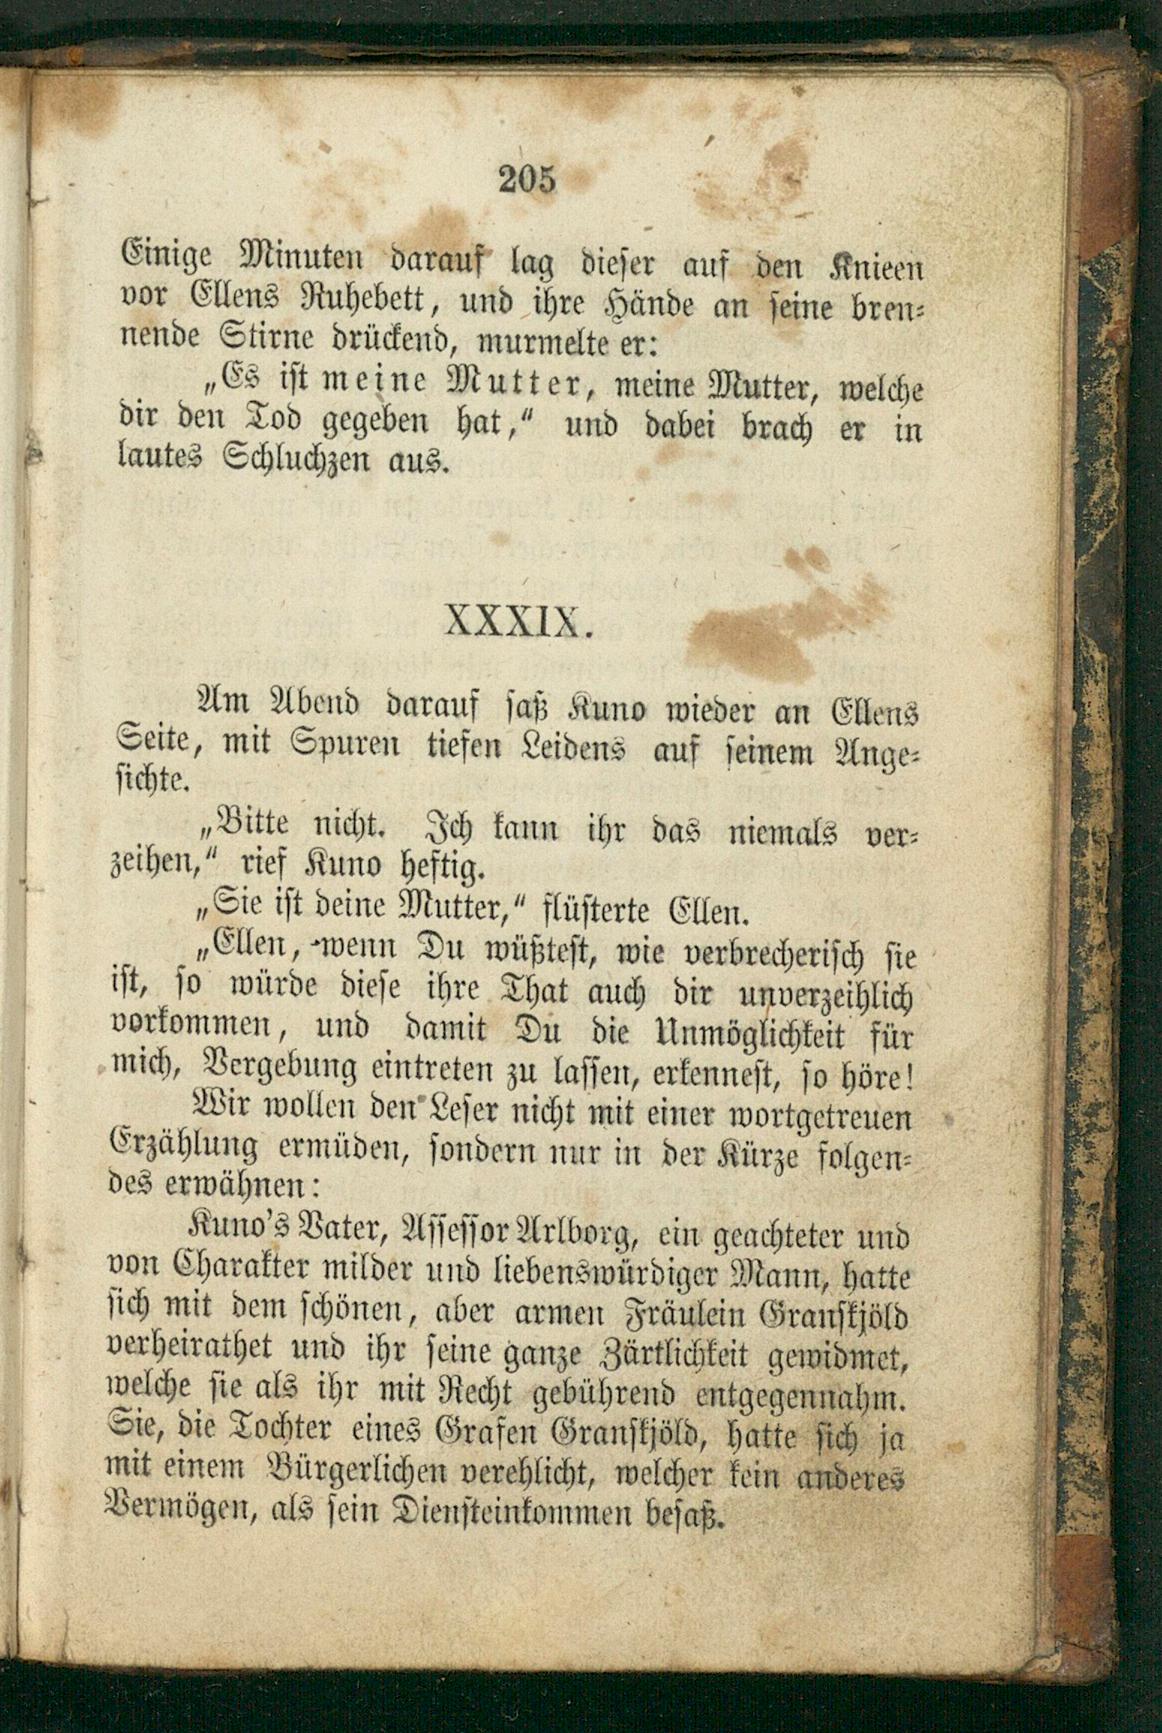 205
Einige Minuten darauf lag dieser auf den Knieen
vor Ellens Ruhebett, und ihre Hände an seine bren-
nende Stirne drückend, murmelte er:
„Es ist meine Mutter, meine Mutter, welche
dir den Tod gegeben hat,“ und dabei brach er in
lautes Schluchzen aus.
XXXIX.
Am Abend darauf saß Kuno wieder an Ellens
Seite, mit Spuren tiefen Leidens auf seinem Ange-
sichte.
„Bitte nicht. Ich kann ihr das niemals ver-
zeihen,“ rief Kuno heftig.
„Sie ist deine Mutter,“ flüsterte Ellen.
„Ellen, wenn Du wüßtest, wie verbrecherisch sie
ist, so würde diese ihre That auch dir unverzeihlich
vorkommen, und damit Du die Unmöglichkeit für
mich, Vergebung eintreten zu lassen, erkennest, so höre!
Wir wollen den Leser nicht mit einer wortgetreuen
Erzählung ermüden, sondern nur in der Kürze folgen-
des erwähnen:
Kuno's Vater, Assessor Arlborg, ein geachteter und
von Charakter milder und liebenswürdiger Mann, hatte
sich mit dem schönen, aber armen Fräulein Granskjöld
verheirathet und ihr seine ganze Zärtlichkeit gewidmet,
welche sie als ihr mit Recht gebührend entgegennahm.
Sie, die Tochter eines Grafen Granskjöld, hatte sich ja
mit einem Bürgerlichen verehlicht, welcher kein anderes
Vermögen, als sein Diensteinkommen besaß.